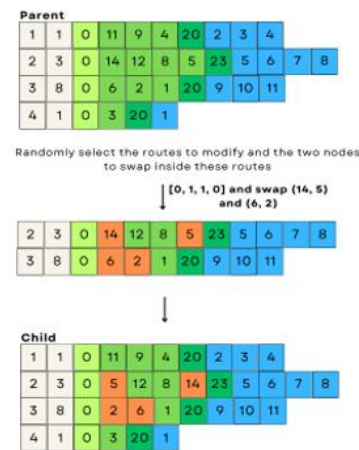 Parent
1 1 0 11 9 4 20 2 3 4
2 3 0 14 12 8 5 23 5 6 7 8
3 8 0 6 2 1 20 9 10 11
4 1 0 3 20 1
Randomly select the routes to modify and the two nodes
to swap inside these routes
[0, 1, 1, 0] and swap (14, 5)
and (6, 2)
2 3 0 14 12 8 5 23 5 6 7 8
3 8 0 6 2 1 20 9 10 11
Child
1 1 0 11 9 4 20 2 3 4
2 3 0 5 12 8 14 23 5 6 7 8
3 8 0 2 6 1 20 9 10 11
4 1 0 3 20 1